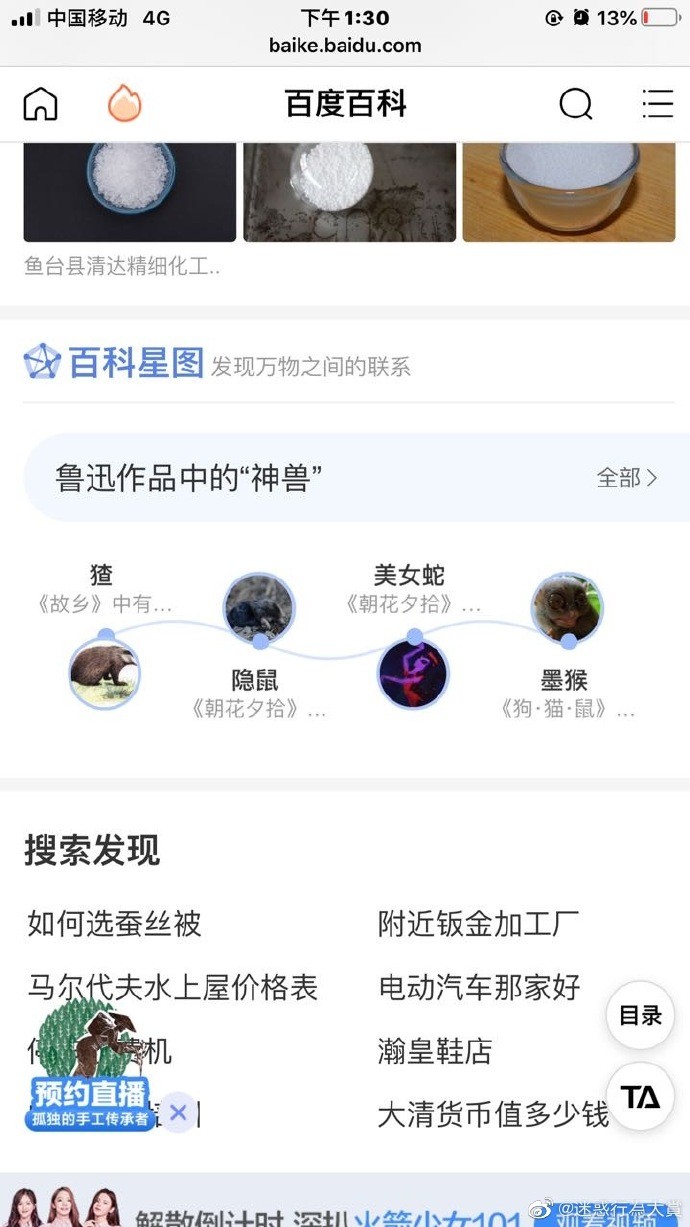 中国移动 4G 下午1:30 13%
baike.baidu.com
百度百科
鱼台县清达精细化工..
百科星图 发现万物之间的联系
鲁迅作品中的“神兽” 全部
猹 美女蛇
《故乡》中有... 《朝花夕拾》...
隐鼠 墨猴
《朝花夕拾》... 《狗·猫·鼠》...
搜索发现
如何选蚕丝被 附近钣金加工厂
马尔代夫水上屋价格表 电动汽车那家好
目录
机 瀚皇鞋店
预约直播
孤独的手工传承者
大清货币值多少钱
TA
解散倒计时 深扒火箭少女101
@迷惑行為大賞